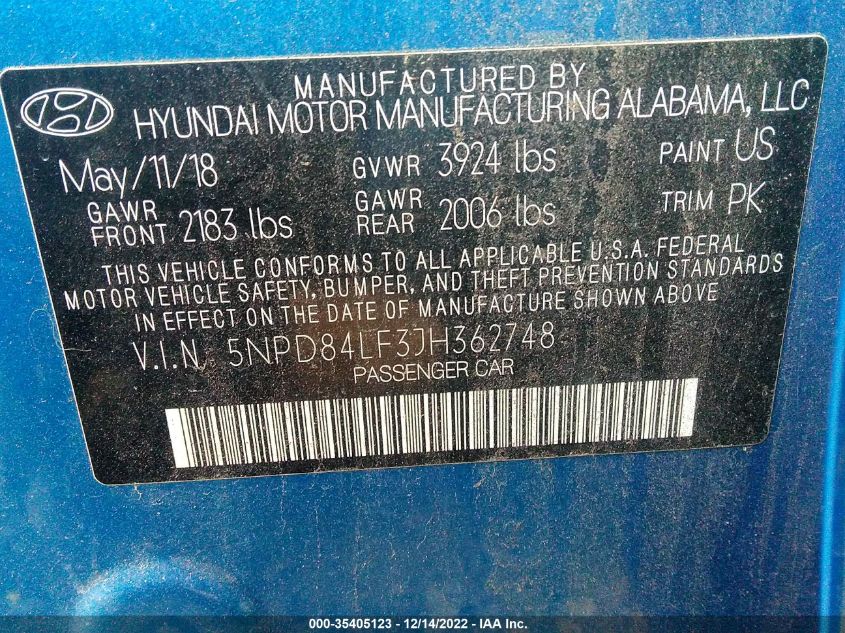 MANUFACTURED BY
HYUNDAI MOTOR MANUFACTURING ALABAMA, LLC
May/11/18 GVWR 3924 lbs PAINT US
GAWR FRONT 2183 lbs GAWR REAR 2006 lbs TRIM PK
THIS VEHICLE CONFORMS TO ALL APPLICABLE U.S.A. FEDERAL
MOTOR VEHICLE SAFETY, BUMPER, AND THEFT PREVENTION STANDARDS
IN EFFECT ON THE DATE OF MANUFACTURE SHOWN ABOVE
V.I.N. 5NPD84LF3JH362748
PASSENGER CAR
000-35405123 - 12/14/2022 - IAA Inc.